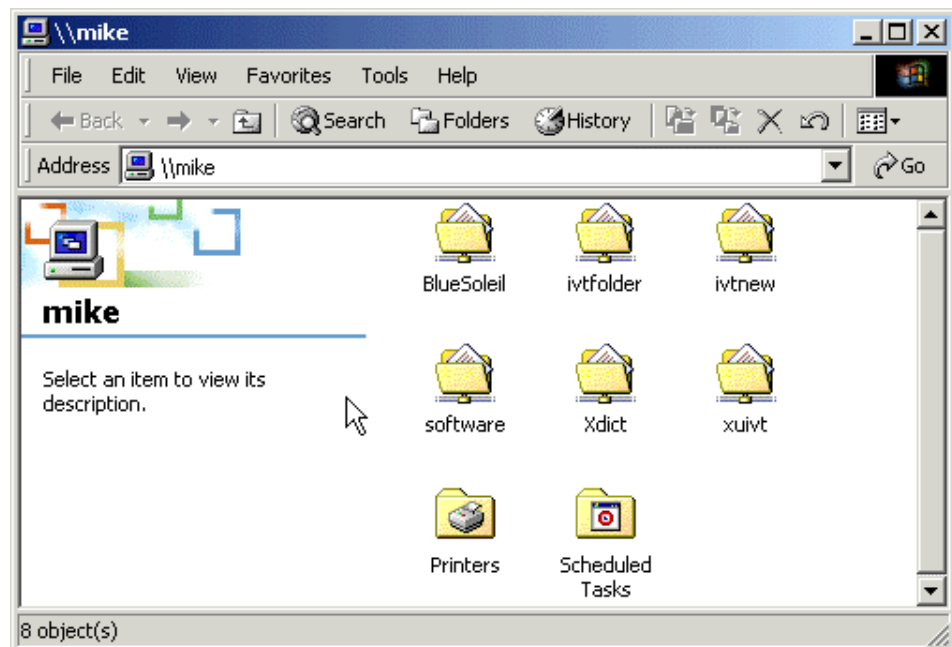 \\mike
File Edit View Favorites Tools Help
Back Search Folders History
Address \\mike Go
mike
Select an item to view its
description.
BlueSoleil ivtfolder ivtnew
software Xdict xuivt
Printers Scheduled
Tasks
8 object(s)